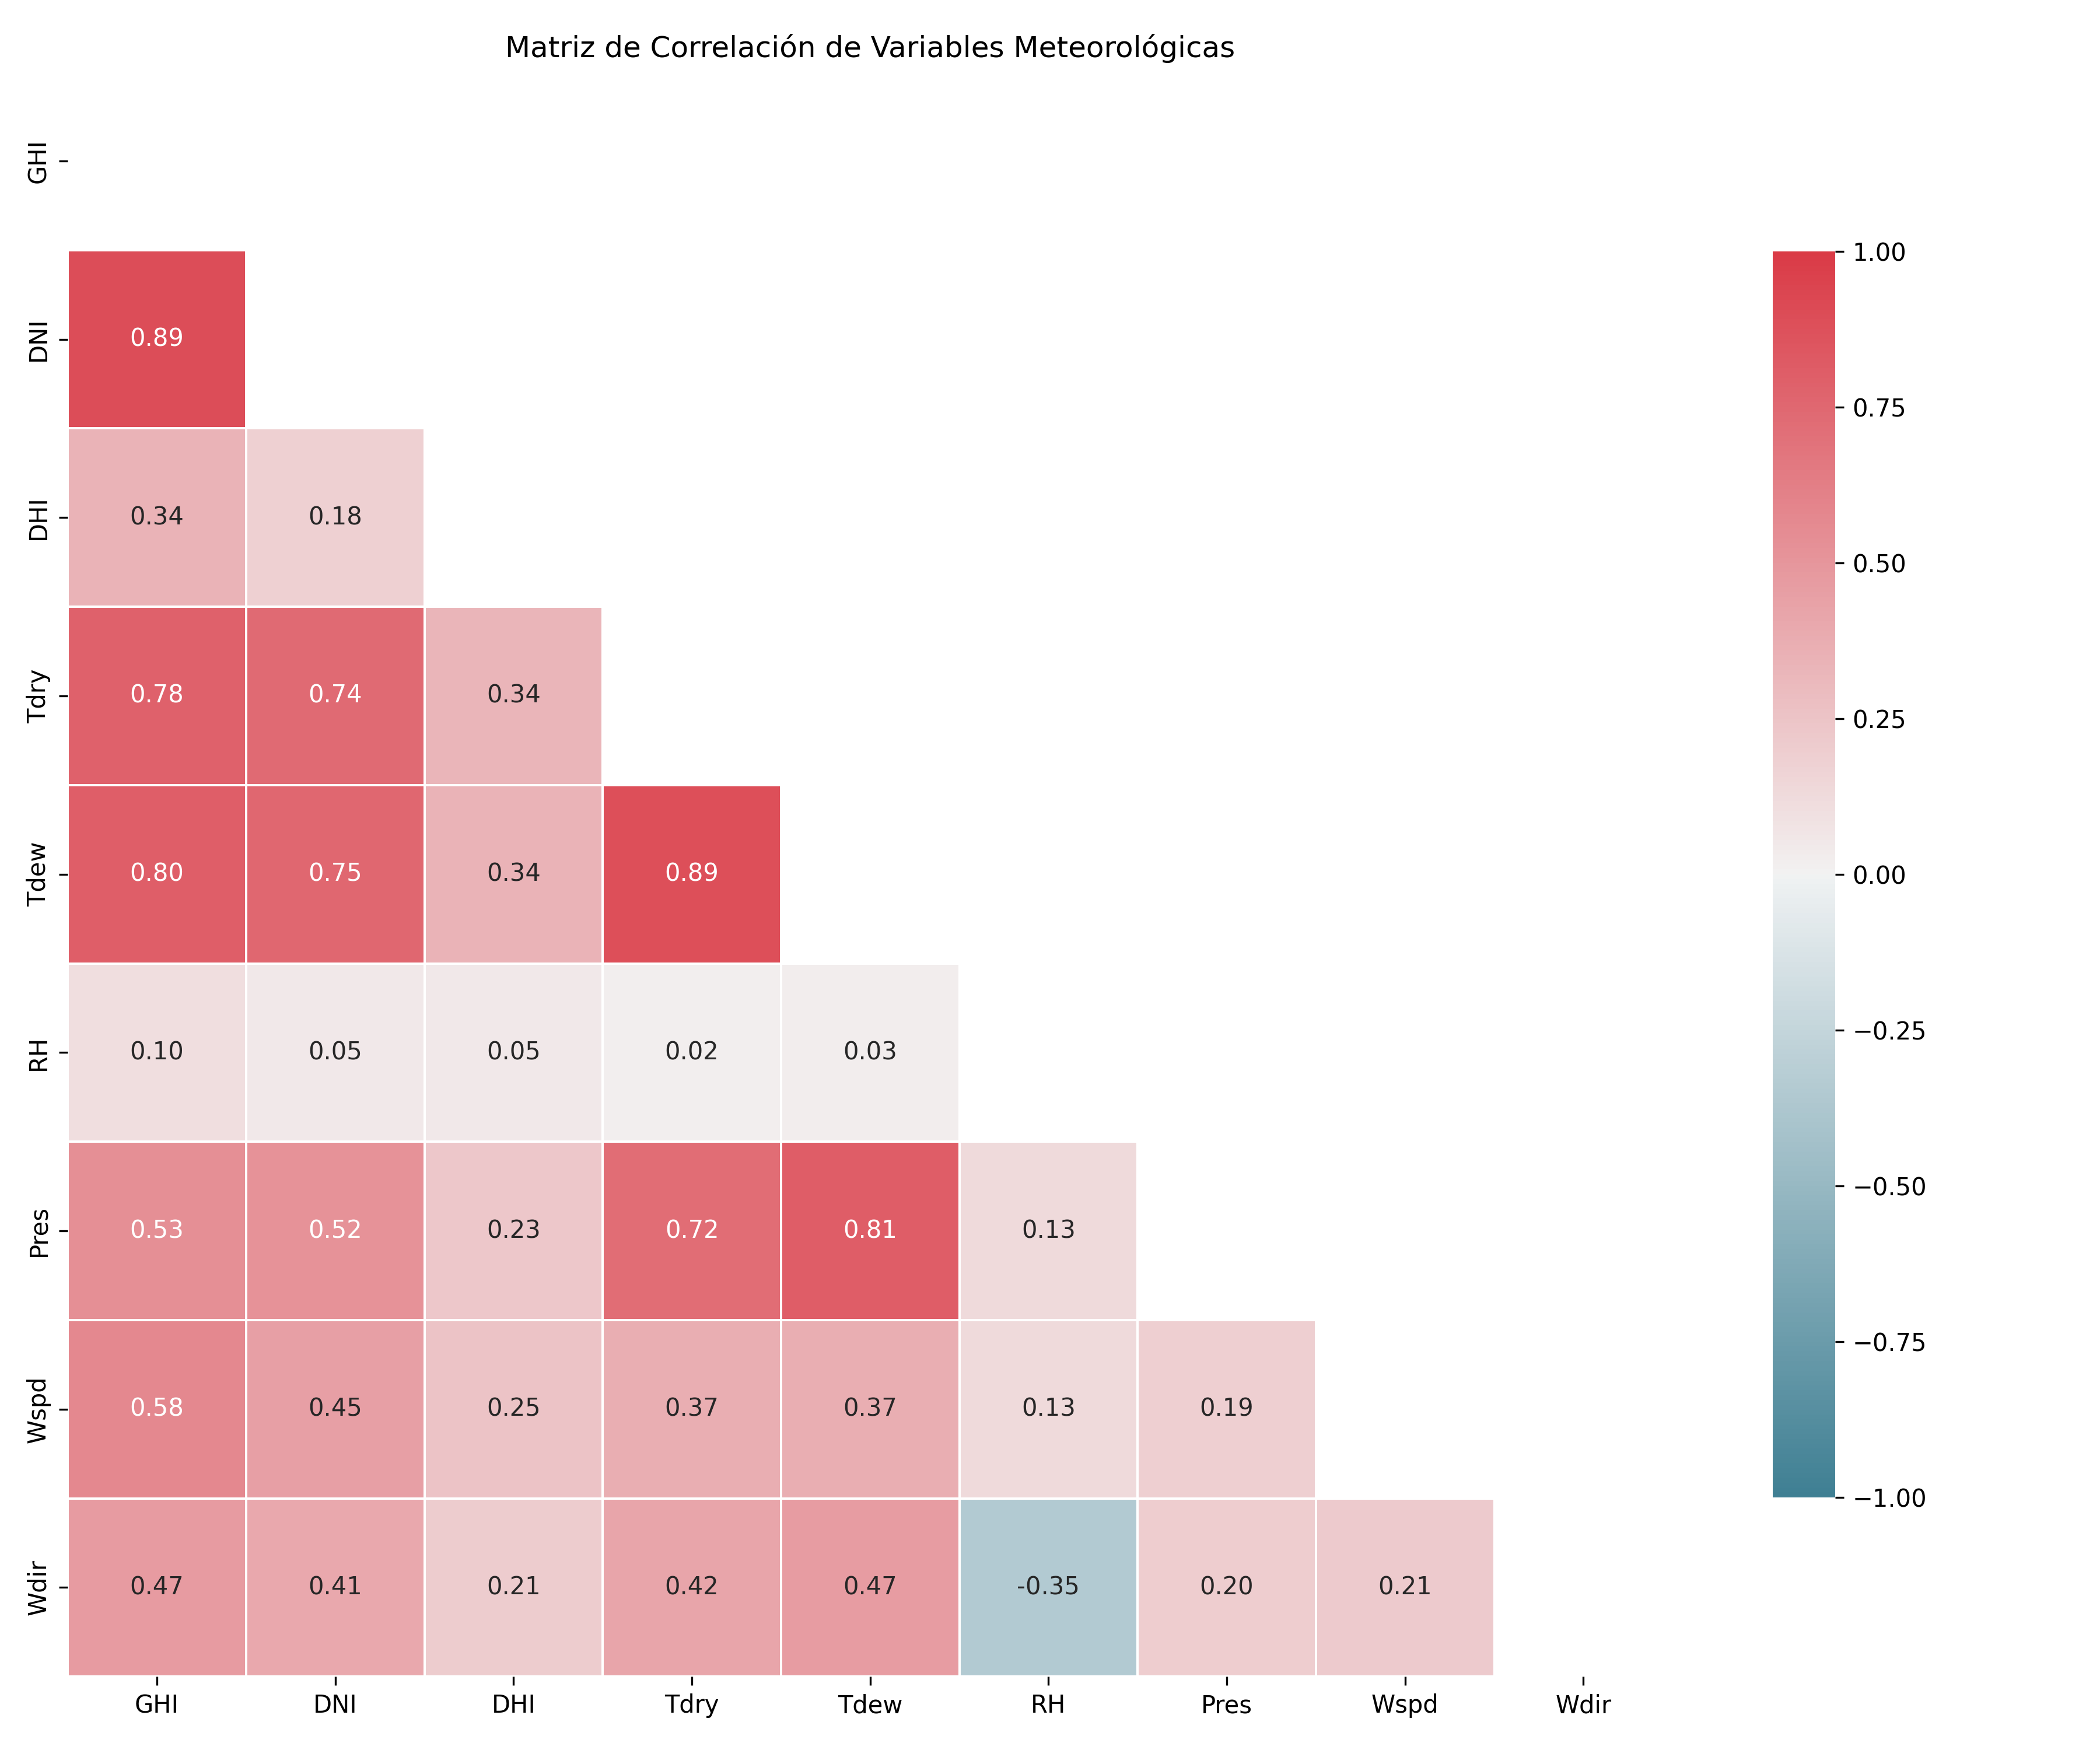 Matriz de Correlación de Variables Meteorológicas
GHI
DNI 0.89
DHI 0.34 0.18
Tdry 0.78 0.74 0.34
Tdew 0.80 0.75 0.34 0.89
RH 0.10 0.05 0.05 0.02 0.03
Pres 0.53 0.52 0.23 0.72 0.81 0.13
Wspd 0.58 0.45 0.25 0.37 0.37 0.13 0.19
Wdir 0.47 0.41 0.21 0.42 0.47 -0.35 0.20 0.21
GHI DNI DHI Tdry Tdew RH Pres Wspd Wdir
1.00
0.75
0.50
0.25
0.00
−0.25
−0.50
−0.75
−1.00